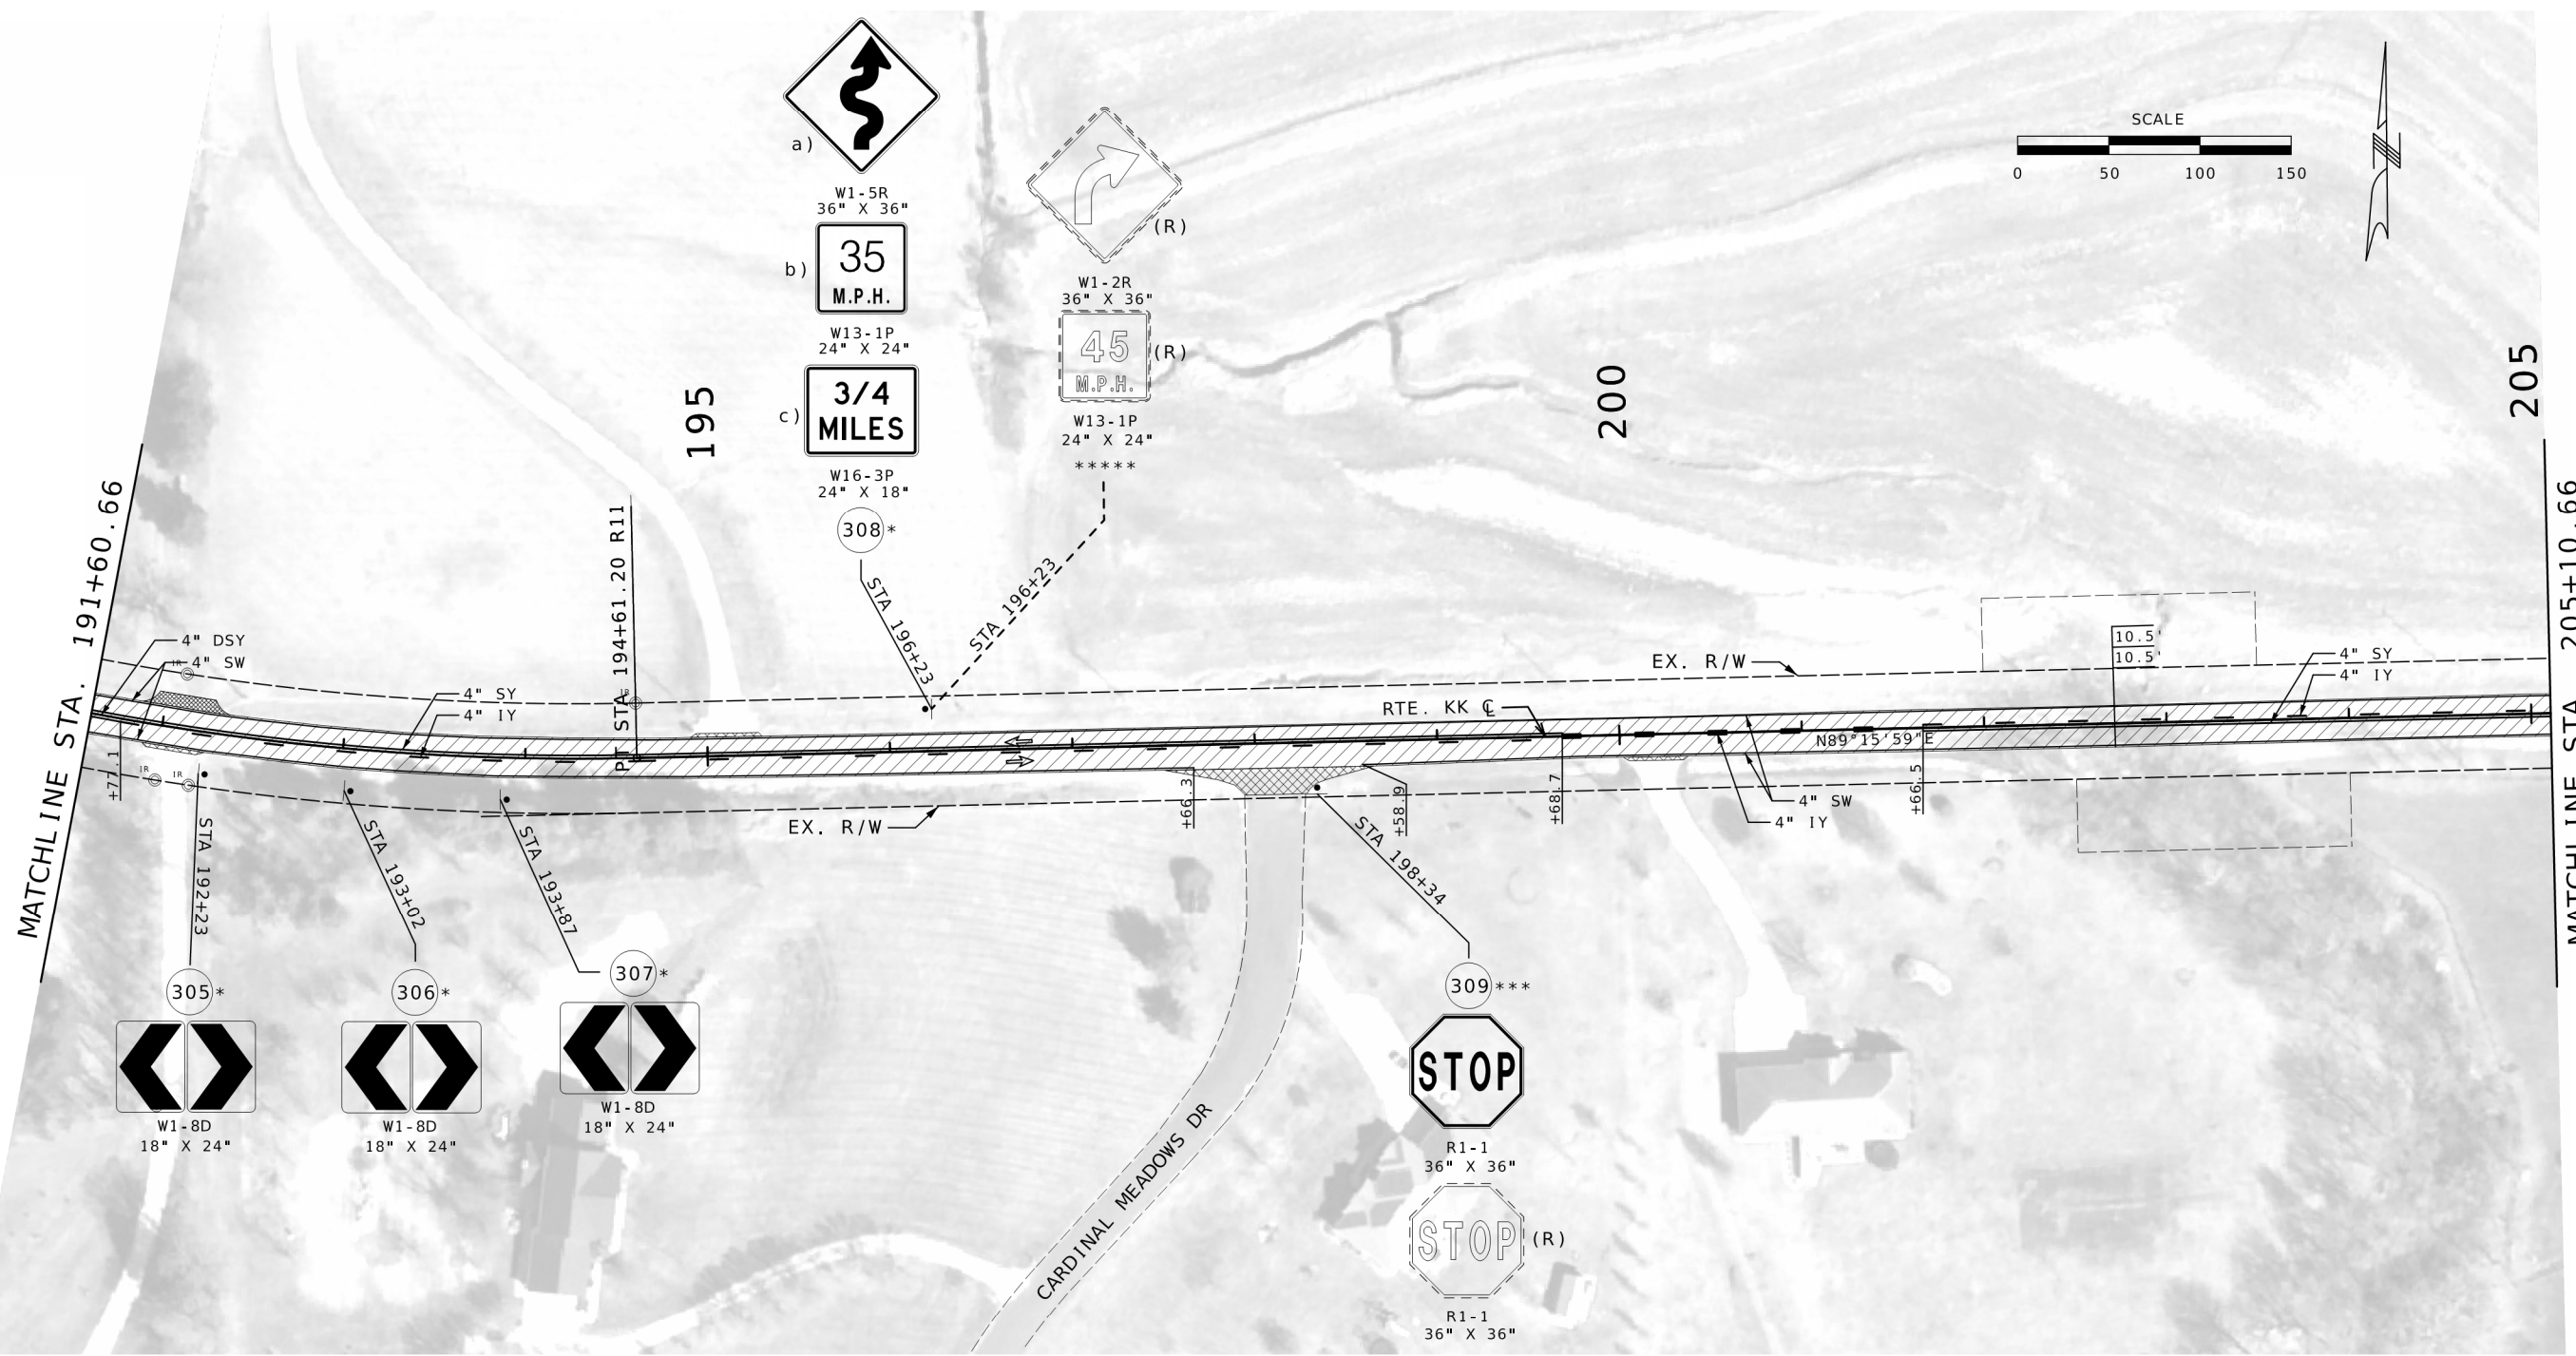 a)
W1-5R
36" X 36"
b)
35
M.P.H.
W13-1P
24" X 24"
c)
3/4
MILES
W16-3P
24" X 18"
308*
STA 196+23
(R)
W1-2R
36" X 36"
45
M.P.H.
(R)
W13-1P
24" X 24"
*****
STA 196+23
SCALE
0 50 100 150
N
195
200
205
MATCHLINE STA. 191+60.66
MATCHLINE STA. 205+10.66
PT STA 194+61.20 R11
4" DSY
IR
4" SW
4" SY
4" IY
IR
IR
IR
+77.1
EX. R/W
RTE. KK ℄
EX. R/W
10.5'
10.5'
4" SY
4" IY
N89°15'59"E
4" SW
4" IY
+66.3
+58.9
+68.7
+66.5
STA 192+23
305*
W1-8D
18" X 24"
STA 193+02
306*
W1-8D
18" X 24"
STA 193+87
307*
W1-8D
18" X 24"
STA 198+34
309***
STOP
R1-1
36" X 36"
STOP
(R)
R1-1
36" X 36"
CARDINAL MEADOWS DR